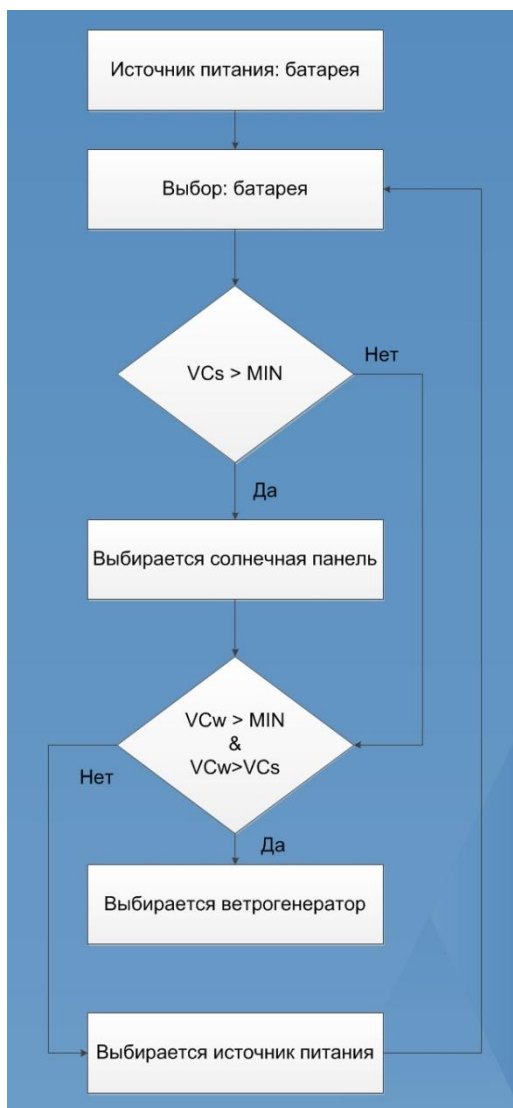 Источник питания: батарея
Выбор: батарея
VCs > MIN
Нет
Да
Выбирается солнечная панель
VCw > MIN
&
VCw>VCs
Нет
Да
Выбирается ветрогенератор
Выбирается источник питания